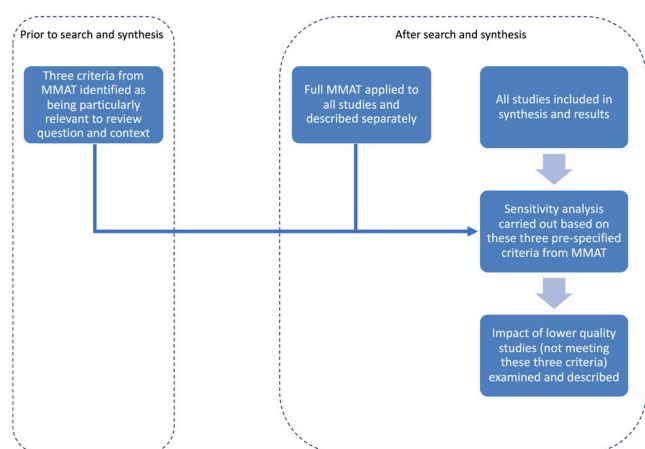 Prior to search and synthesis
Three criteria from
MMAT identified as
being particularly
relevant to review
question and context
After search and synthesis
Full MMAT applied to
all studies and
described separately
All studies included in
synthesis and results
Sensitivity analysis
carried out based on
these three pre-specified
criteria from MMAT
Impact of lower quality
studies (not meeting
these three criteria)
examined and described